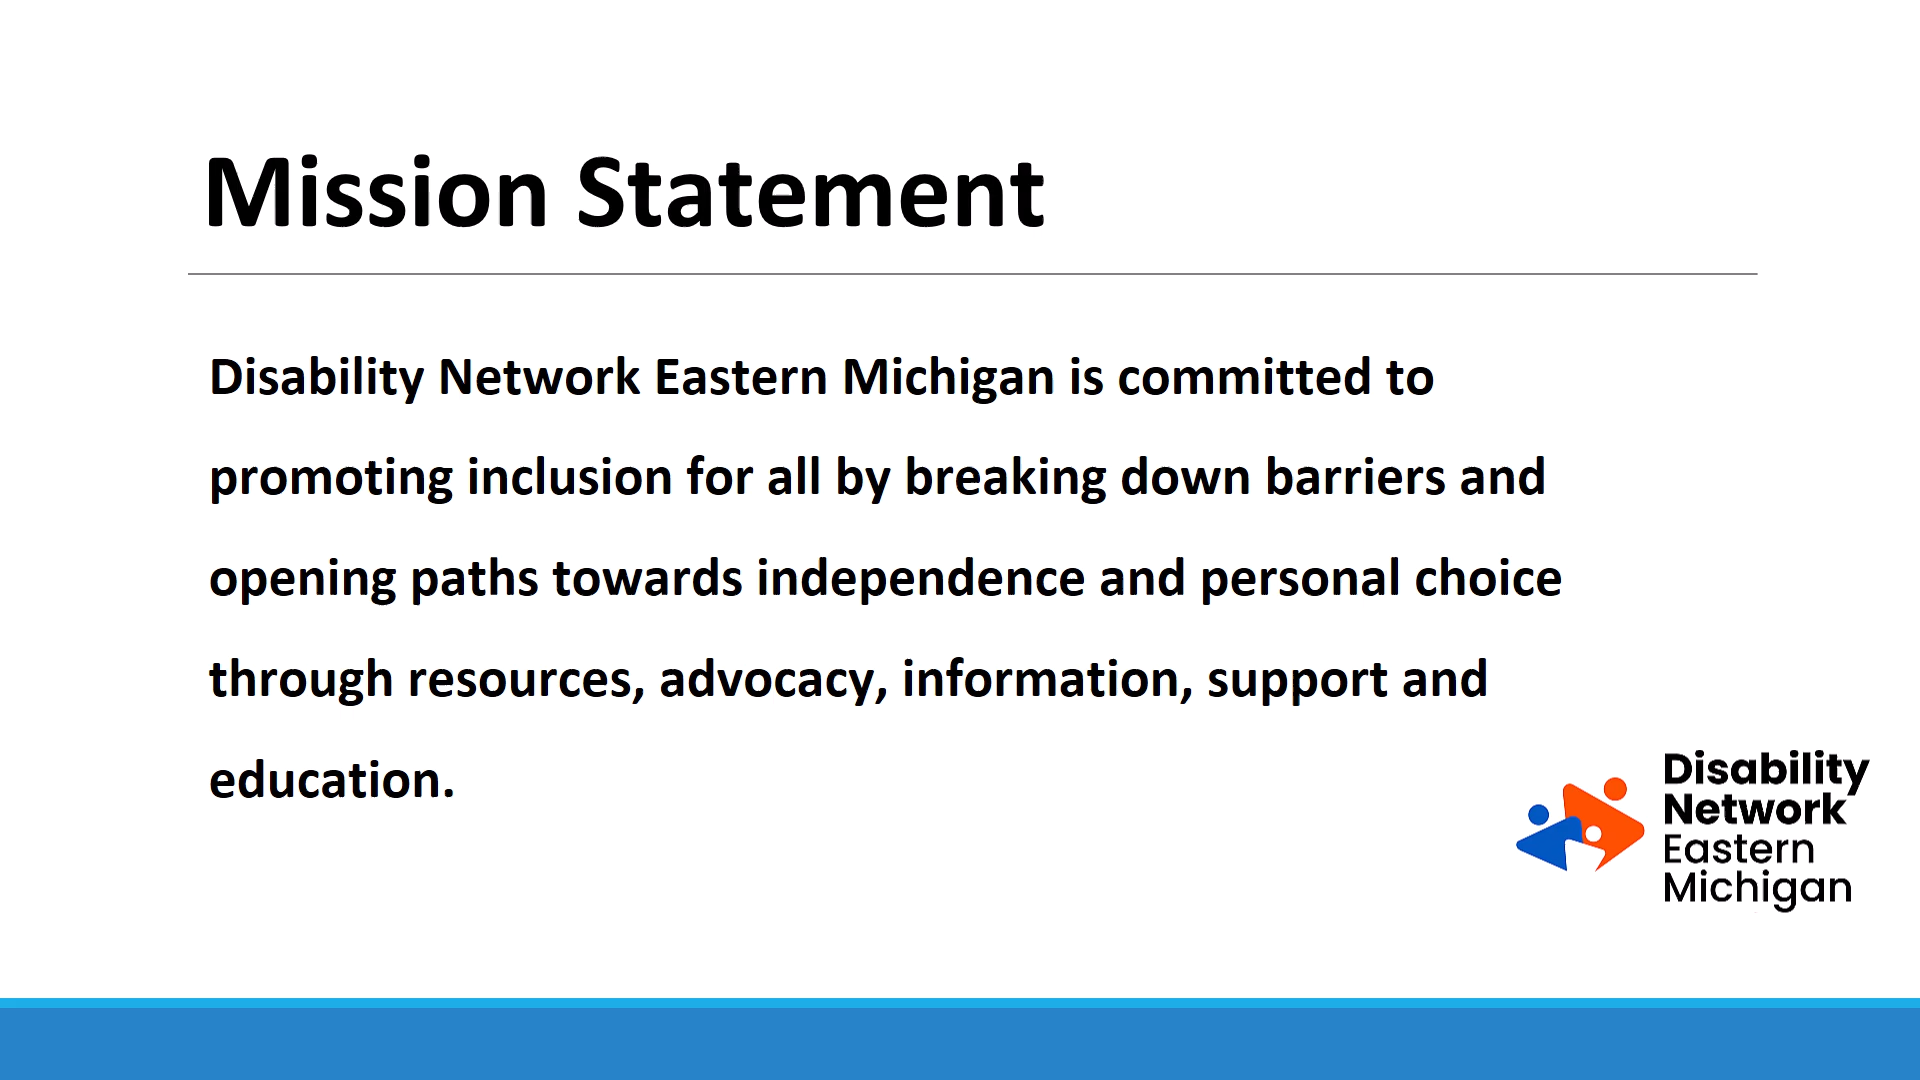 Mission Statement
Disability Network Eastern Michigan is committed to
promoting inclusion for all by breaking down barriers and
opening paths towards independence and personal choice
through resources, advocacy, information, support and
education.
Disability
Network
Eastern
Michigan